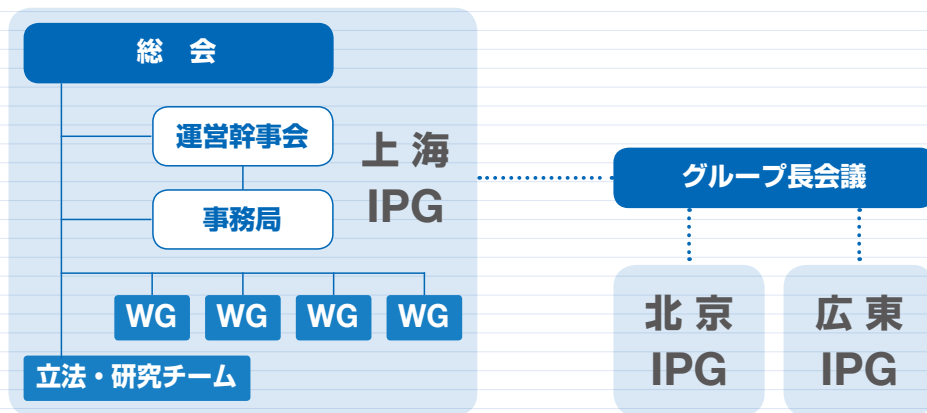 総 会
運営幹事会
事務局
上 海
IPG
WG WG WG WG
立法・研究チーム
グループ長会議
北 京
IPG
広 東
IPG